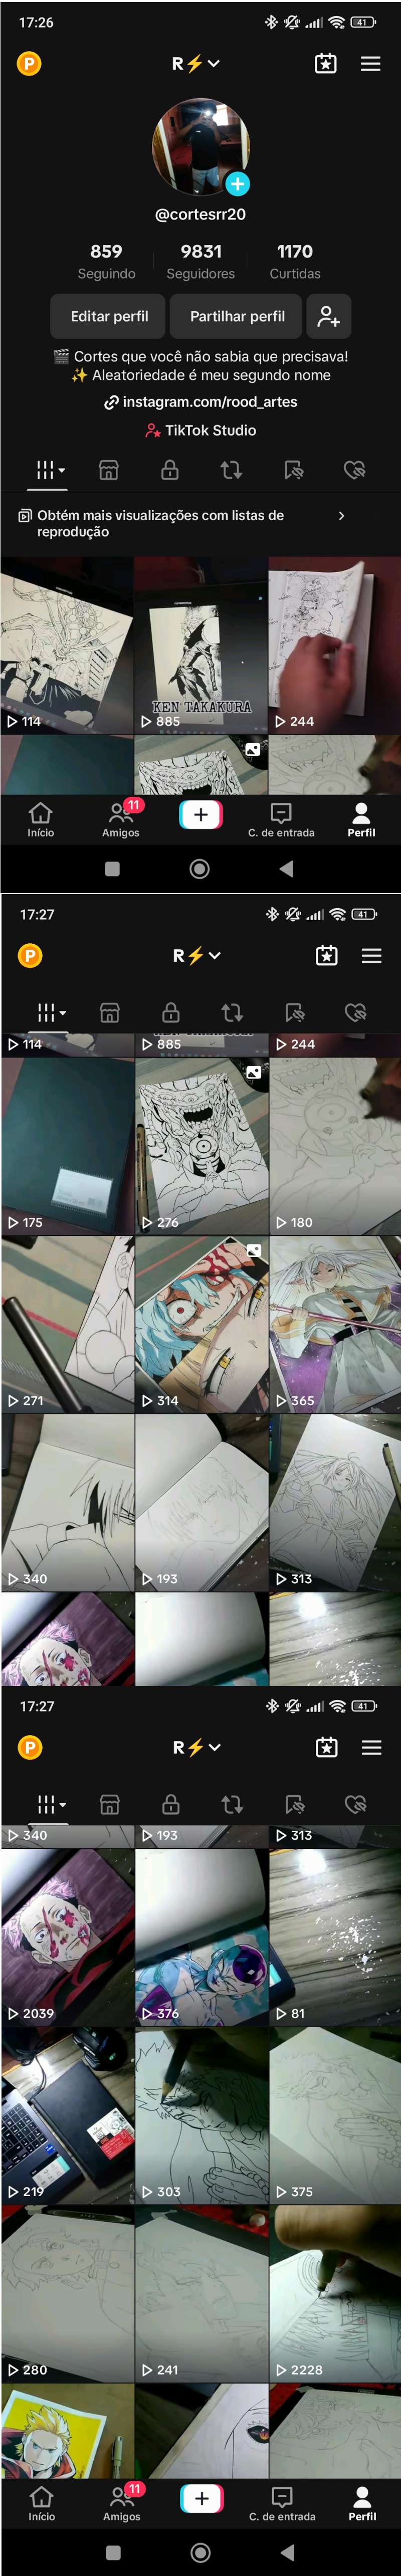 17:26
41
P
R⚡
@cortesrr20
859 9831 1170
Seguindo Seguidores Curtidas
Editar perfil Partilhar perfil
🎬 Cortes que você não sabia que precisava!
✨ Aleatoriedade é meu segundo nome
instagram.com/rood_artes
TikTok Studio
Obtém mais visualizações com listas de
reprodução
KEN TAKAKURA
114 885 244
11
Início Amigos C. de entrada Perfil
17:27
41
P
R⚡
114 885 244
175 276 180
271 314 365
340 193 313
17:27
41
P
R⚡
340 193 313
2039 376 81
219 303 375
280 241 2228
11
Início Amigos C. de entrada Perfil